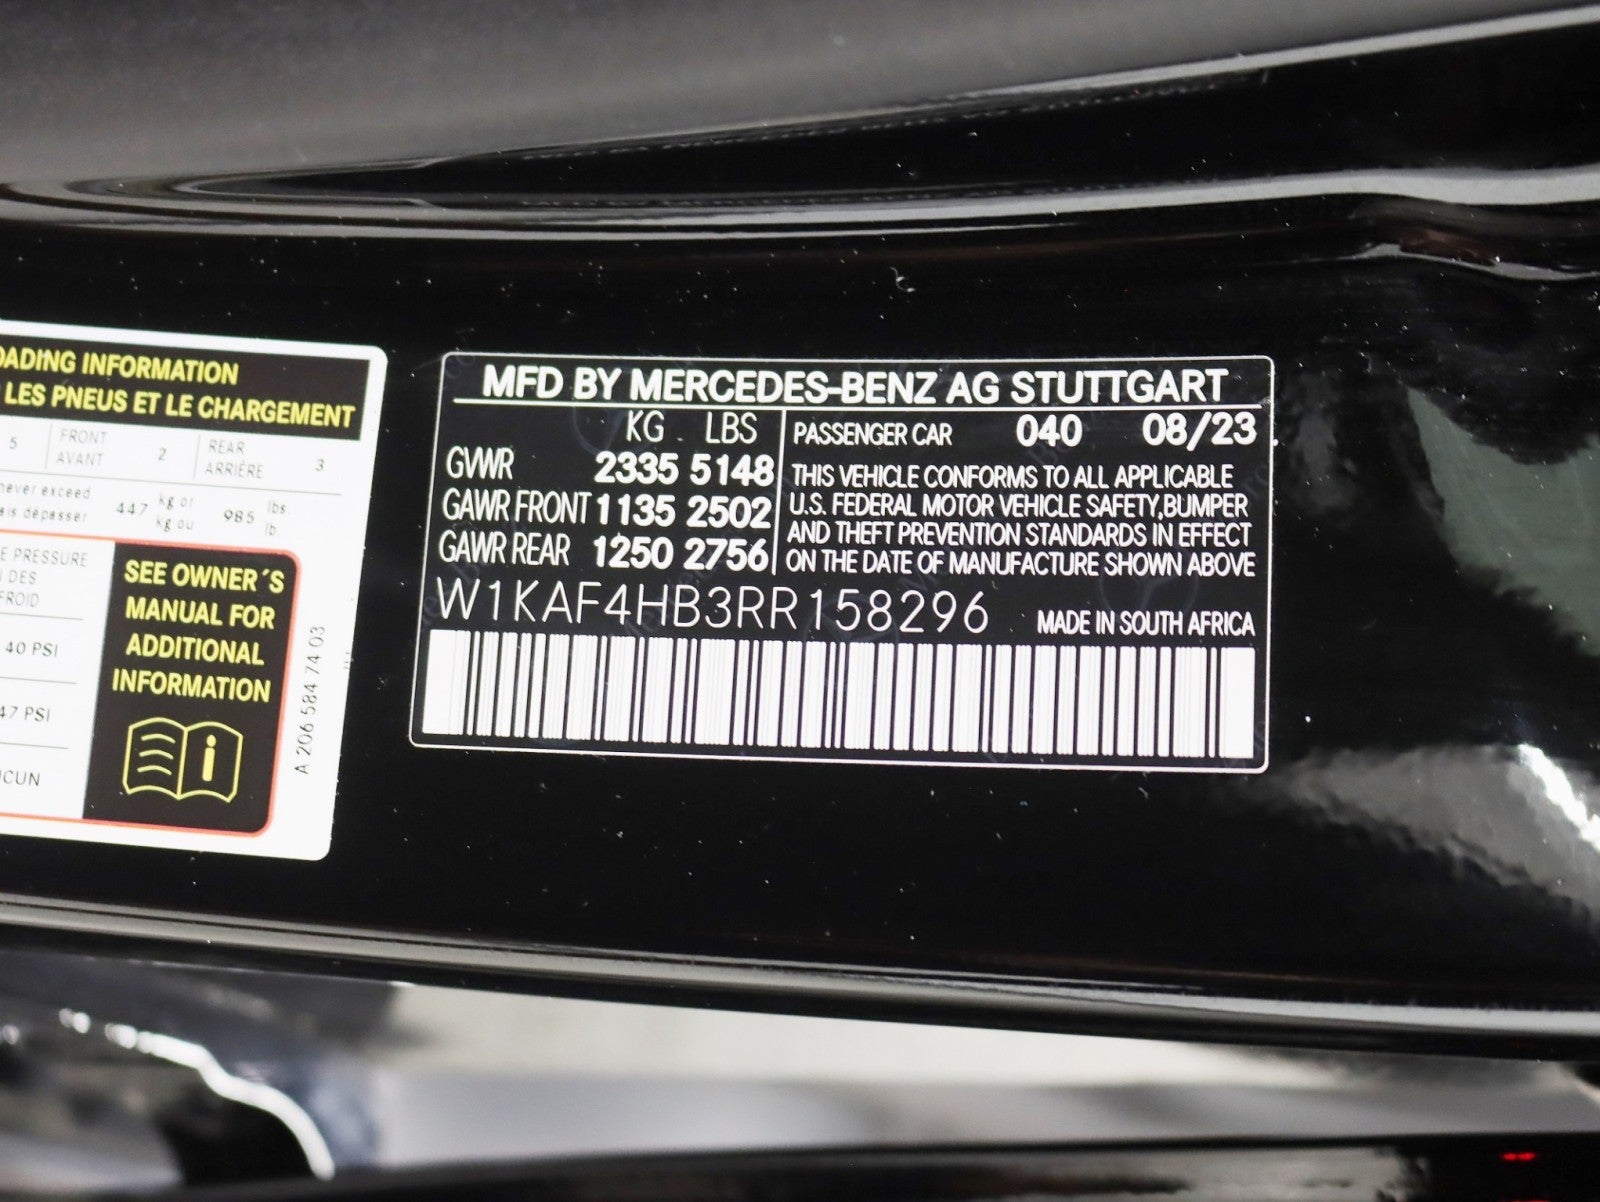 OADING INFORMATION
LES PNEUS ET LE CHARGEMENT
5 FRONT AVANT 2 REAR ARRIÈRE 3
never exceed 447 kg or 985 lbs.
ais dépasser kg ou lb.
E PRESSURE
DES
FROID
40 PSI
47 PSI
CUN
SEE OWNER´S
MANUAL FOR
ADDITIONAL
INFORMATION
i
A 206 584 74 03
MFD BY MERCEDES-BENZ AG STUTTGART
KG LBS
GVWR 2335 5148
GAWR FRONT 1135 2502
GAWR REAR 1250 2756
PASSENGER CAR 040 08/23
THIS VEHICLE CONFORMS TO ALL APPLICABLE
U.S. FEDERAL MOTOR VEHICLE SAFETY,BUMPER
AND THEFT PREVENTION STANDARDS IN EFFECT
ON THE DATE OF MANUFACTURE SHOWN ABOVE
W1KAF4HB3RR158296 MADE IN SOUTH AFRICA